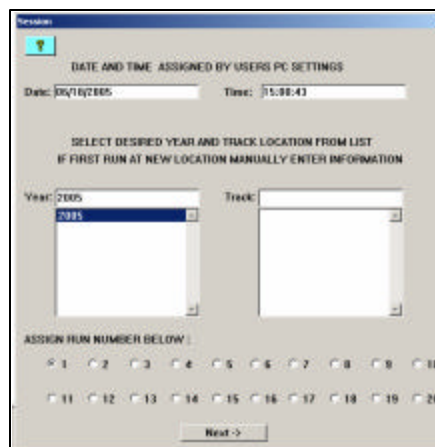 Session
?
DATE AND TIME ASSIGNED BY USERS PC SETTINGS
Date: 06/18/2005 Time: 15:00:43
SELECT DESIRED YEAR AND TRACK LOCATION FROM LIST
IF FIRST RUN AT NEW LOCATION MANUALLY ENTER INFORMATION
Year: 2005 Track:
2005
ASSIGN RUN NUMBER BELOW :
1 2 3 4 5 6 7 8 9 10
11 12 13 14 15 16 17 18 19 20
Next ->